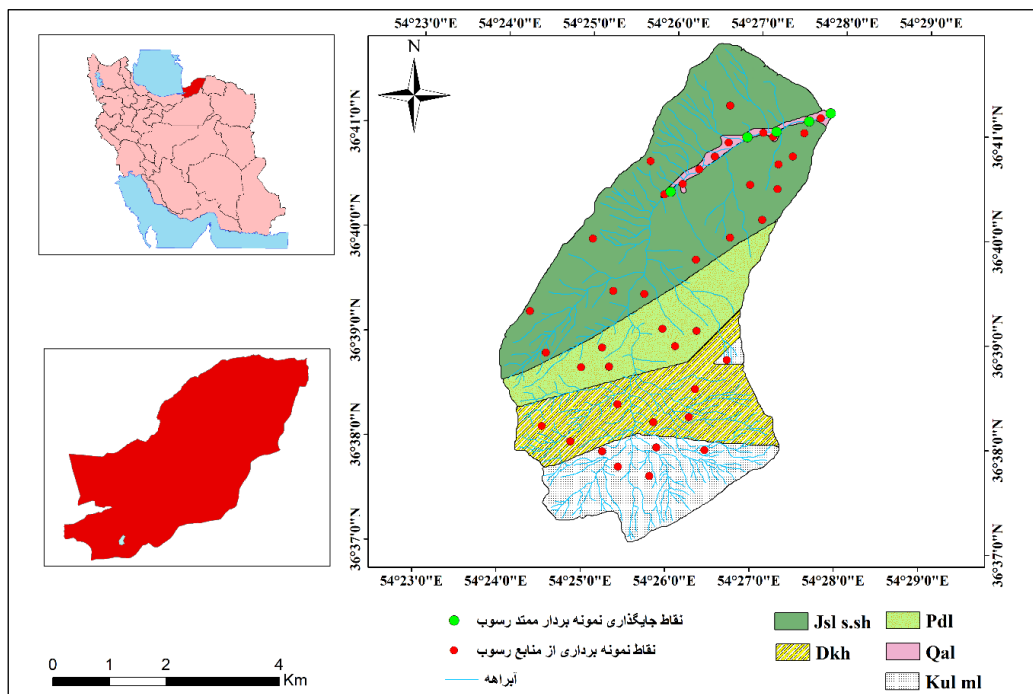 54°23'0"E 54°24'0"E 54°25'0"E 54°26'0"E 54°27'0"E 54°28'0"E 54°29'0"E
N
36°41'0"N 36°41'0"N
36°40'0"N 36°40'0"N
36°39'0"N 36°39'0"N
36°38'0"N 36°38'0"N
36°37'0"N 36°37'0"N
54°23'0"E 54°24'0"E 54°25'0"E 54°26'0"E 54°27'0"E 54°28'0"E 54°29'0"E
نقاط جایگذاری نمونه بردار ممتد رسوب
نقاط نمونه برداری از منابع رسوب
آبراهه
Jsl s.sh
Pdl
Dkh
Qal
Kul ml
0 1 2 4
Km